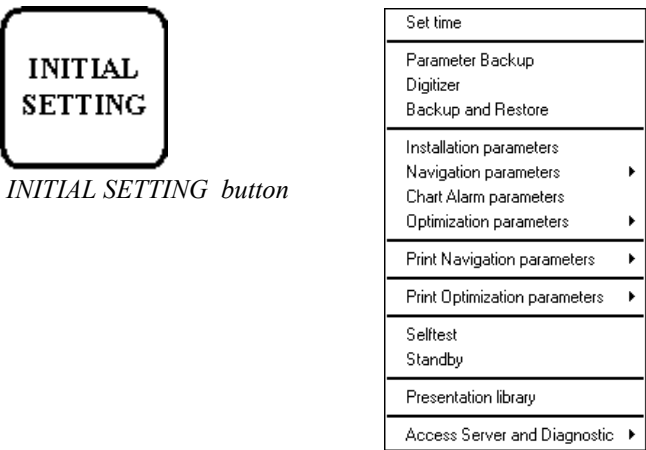 INITIAL
SETTING
INITIAL SETTING button
Set time
Parameter Backup
Digitizer
Backup and Restore
Installation parameters
Navigation parameters
Chart Alarm parameters
Optimization parameters
Print Navigation parameters
Print Optimization parameters
Selftest
Standby
Presentation library
Access Server and Diagnostic